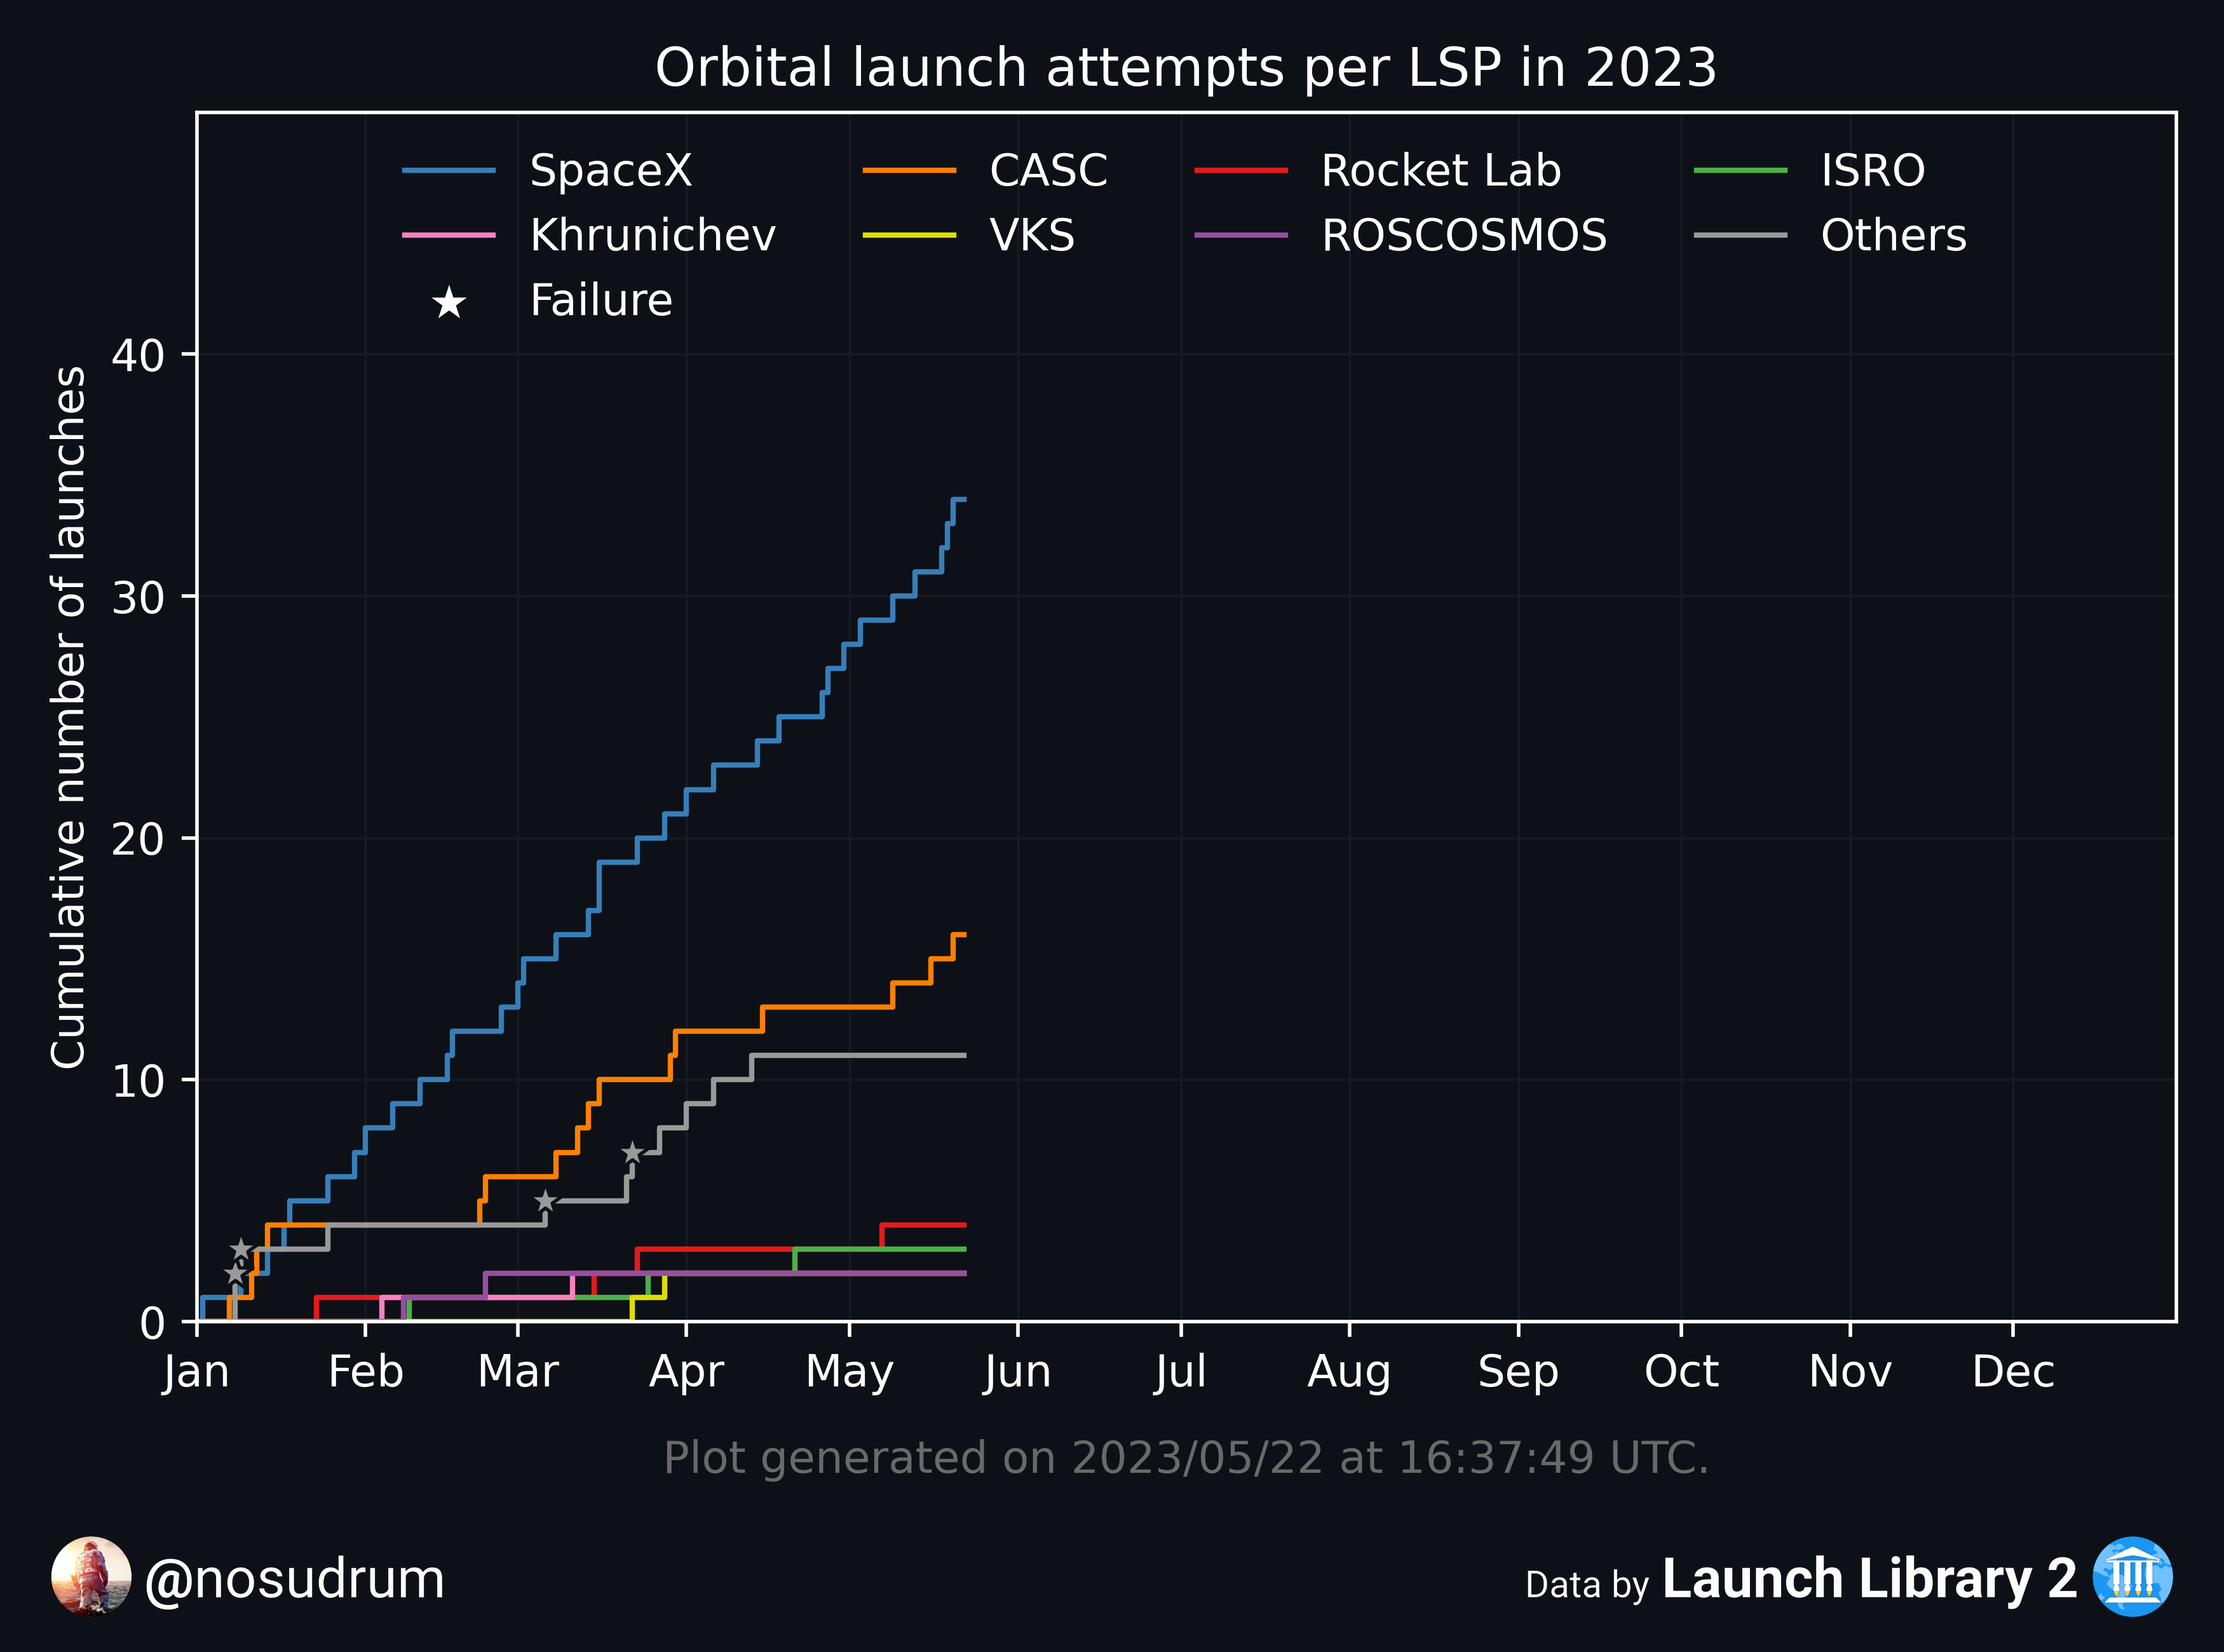 Orbital launch attempts per LSP in 2023
SpaceX CASC Rocket Lab ISRO
Khrunichev VKS ROSCOSMOS Others
Failure
Cumulative number of launches
40
30
20
10
0
Jan Feb Mar Apr May Jun Jul Aug Sep Oct Nov Dec
Plot generated on 2023/05/22 at 16:37:49 UTC.
@nosudrum
Data by Launch Library 2